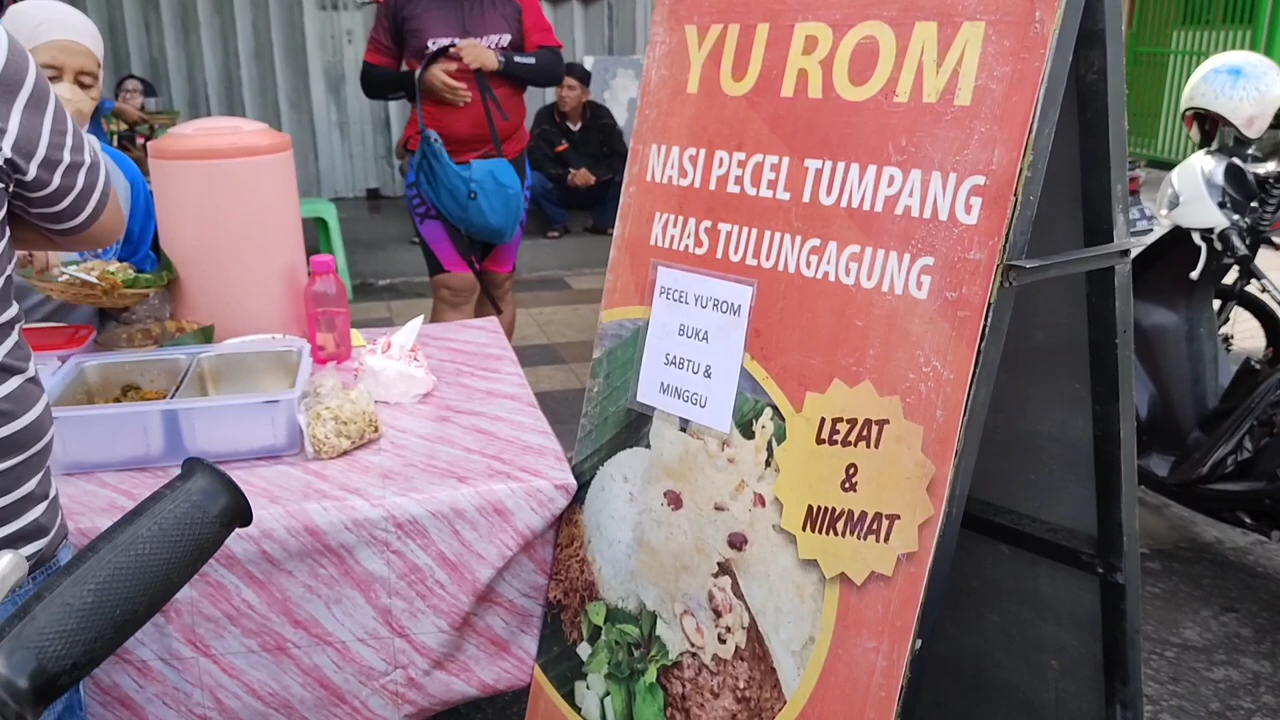 YU ROM
NASI PECEL TUMPANG
KHAS TULUNGAGUNG
PECEL YU'ROM
BUKA
SABTU &
MINGGU
LEZAT
&
NIKMAT